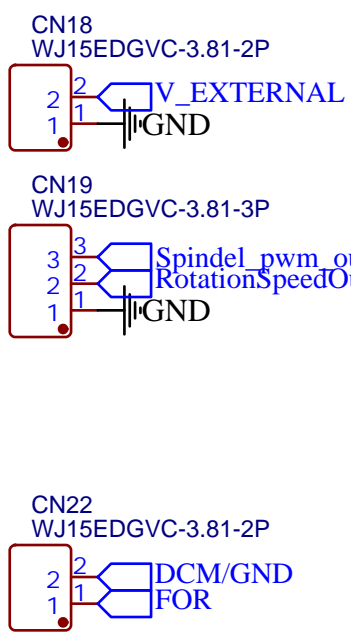 CN18
WJ15EDGVC-3.81-2P
2 2 V_EXTERNAL
1 1 GND
CN19
WJ15EDGVC-3.81-3P
3 3
2 2
1 1 GND
CN22
WJ15EDGVC-3.81-2P
2 2 DCM/GND
1 1 FOR